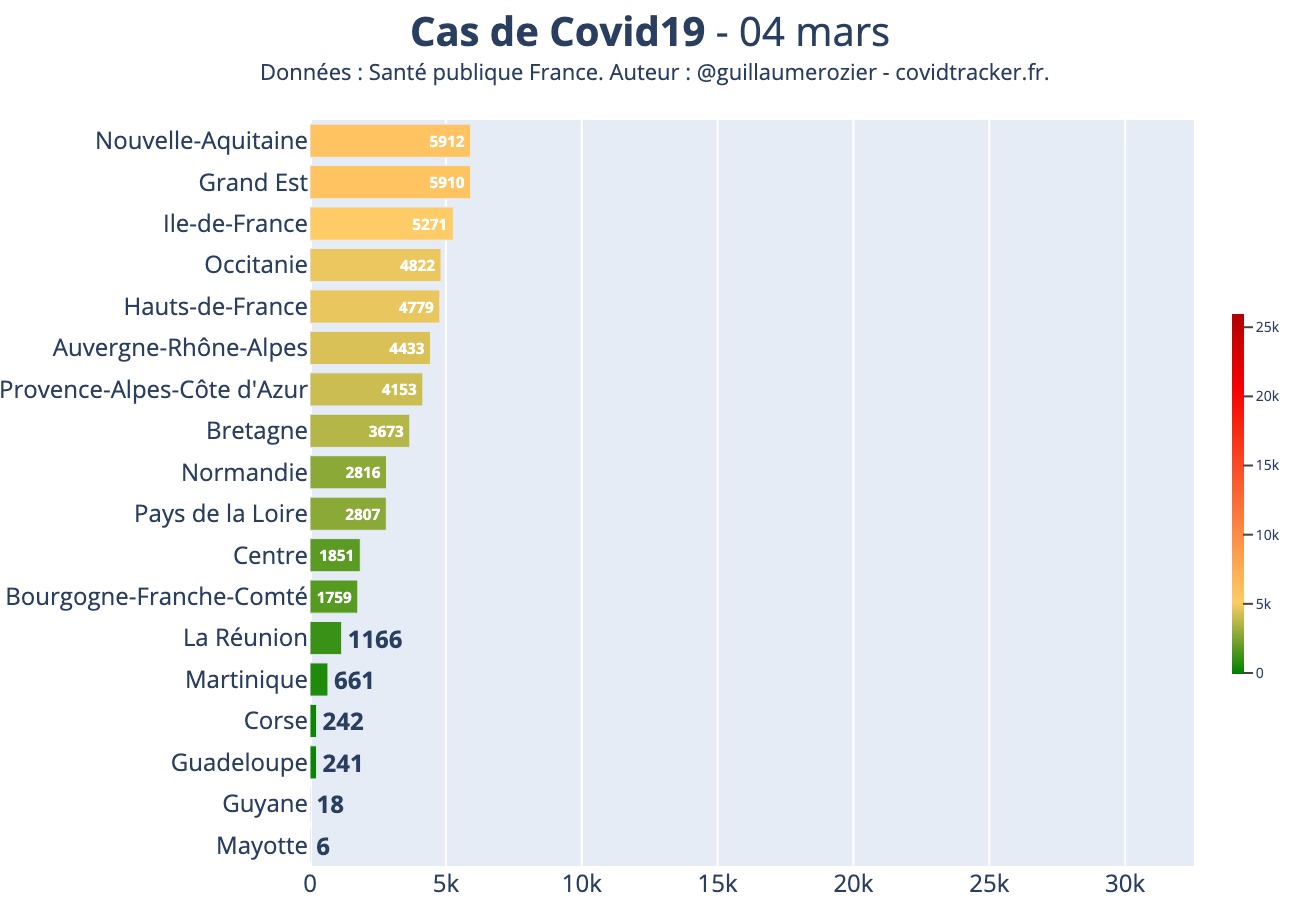 Cas de Covid19 - 04 mars
Données : Santé publique France. Auteur : @guillaumerozier - covidtracker.fr.
Nouvelle-Aquitaine 5912
Grand Est 5910
Ile-de-France 5271
Occitanie 4822
Hauts-de-France 4779
Auvergne-Rhône-Alpes 4433
Provence-Alpes-Côte d'Azur 4153
Bretagne 3673
Normandie 2816
Pays de la Loire 2807
Centre 1851
Bourgogne-Franche-Comté 1759
La Réunion 1166
Martinique 661
Corse 242
Guadeloupe 241
Guyane 18
Mayotte 6
0 5k 10k 15k 20k 25k 30k
25k
20k
15k
10k
5k
0